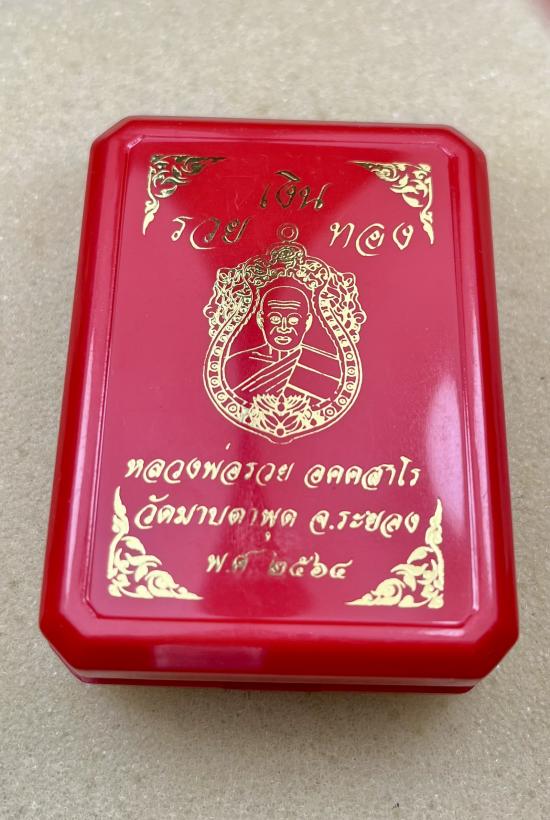 เงิน
รวย ทอง
หลวงพ่อรวย อคคสาโร
วัดมาบตาพุด จ.ระยอง
พ.ศ. ๒๕๖๔